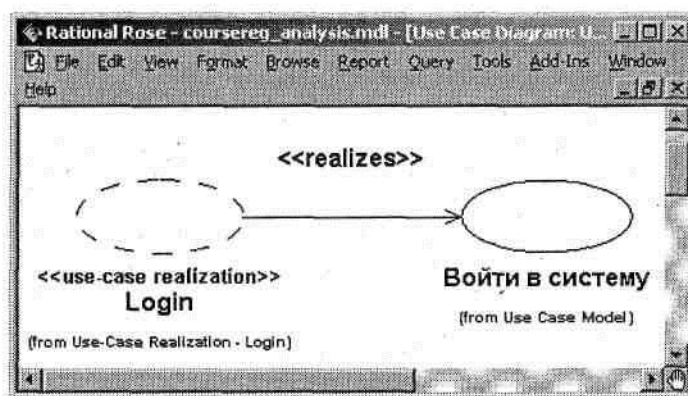 Rational Rose - coursereg_analysis.mdl - [Use Case Diagram: U...
File Edit View Format Browse Report Query Tools Add-Ins Window
Help
<<realizes>>
<<use-case realization>>
Login
(from Use-Case Realization - Login)
Войти в систему
(from Use Case Model)